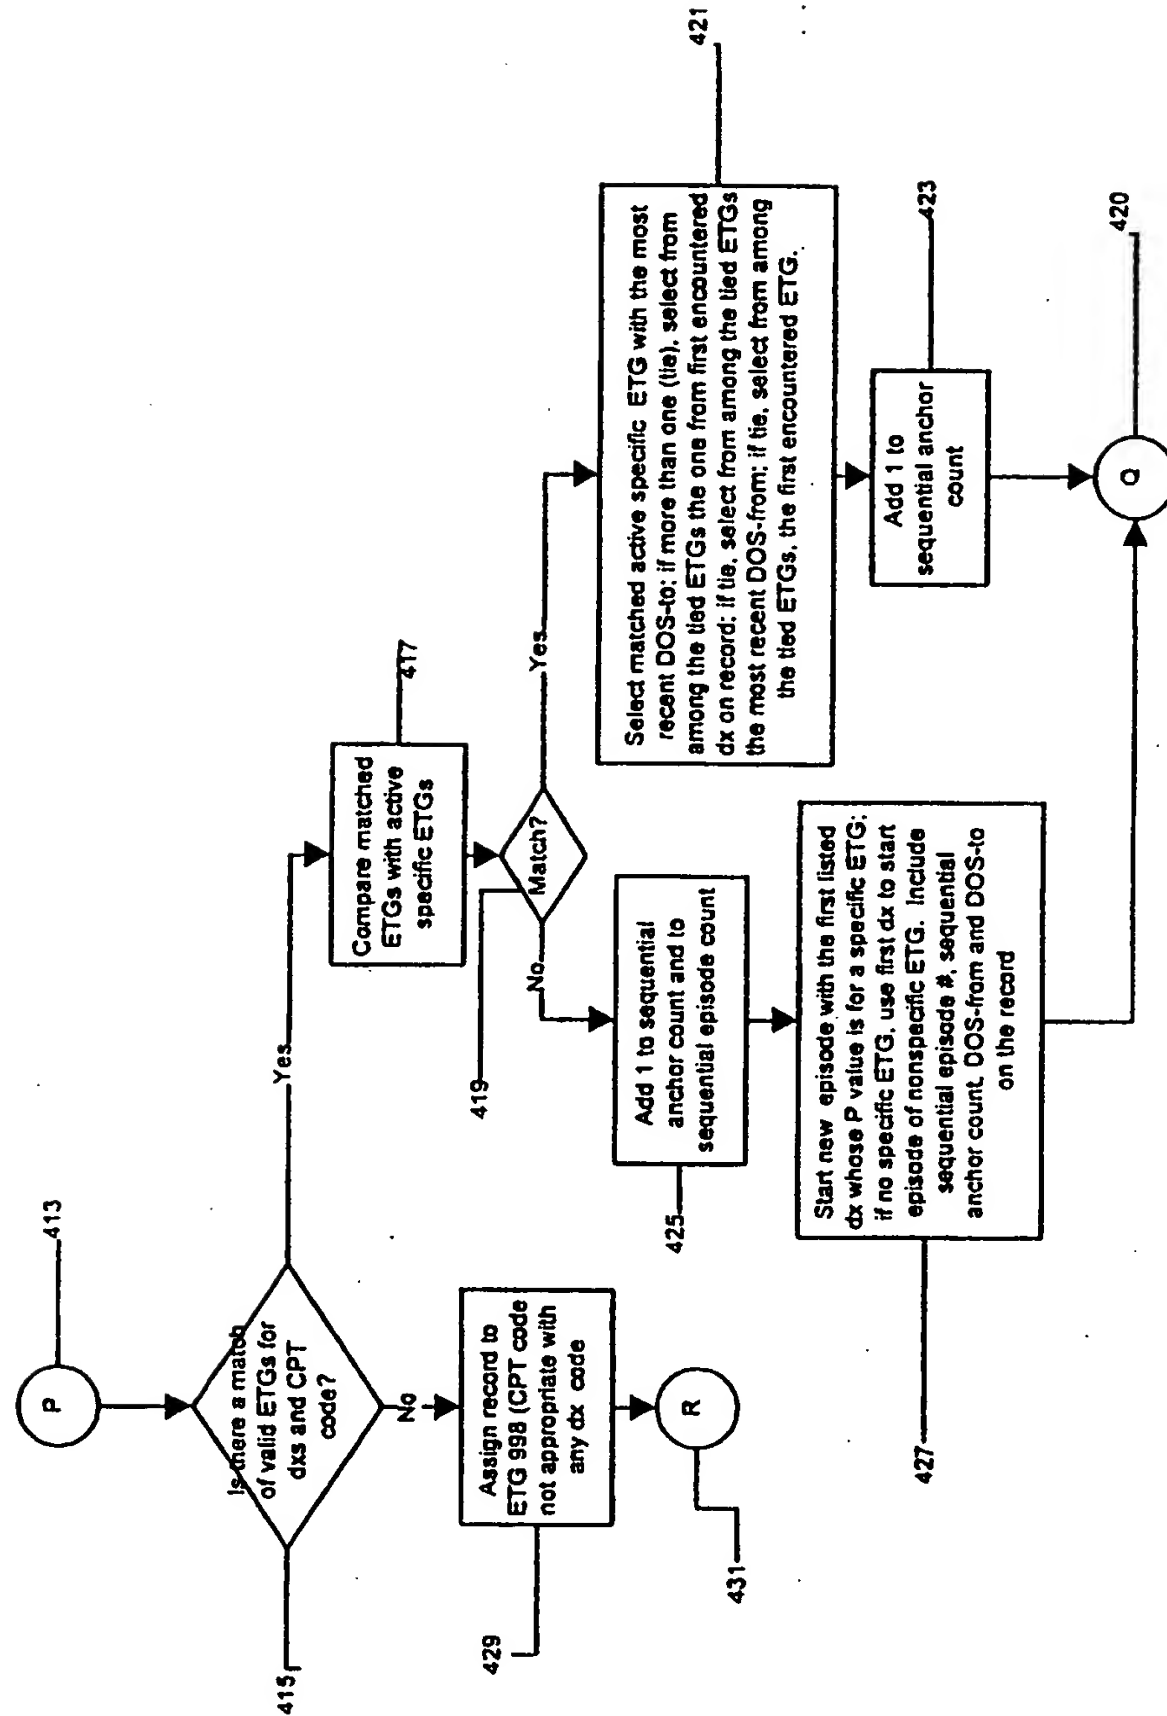 P
413
Is there a match
of valid ETGs for
dxs and CPT
code?
415
Yes
No
Compare matched
ETGs with active
specific ETGs
417
Match?
419
Yes
No
Select matched active specific ETG with the most
recent DOS-to; if more than one (tie), select from
among the tied ETGs the one from first encountered
dx on record; if tie, select from among the tied ETGs
the most recent DOS-from; if tie, select from among
the tied ETGs, the first encountered ETG.
421
Add 1 to
sequential anchor
count
423
Add 1 to sequential
anchor count and to
sequential episode count
425
Start new episode with the first listed
dx whose P value is for a specific ETG;
if no specific ETG, use first dx to start
episode of nonspecific ETG. Include
sequential episode #, sequential
anchor count, DOS-from and DOS-to
on the record
427
Q
420
Assign record to
ETG 998 (CPT code
not appropriate with
any dx code
429
R
431